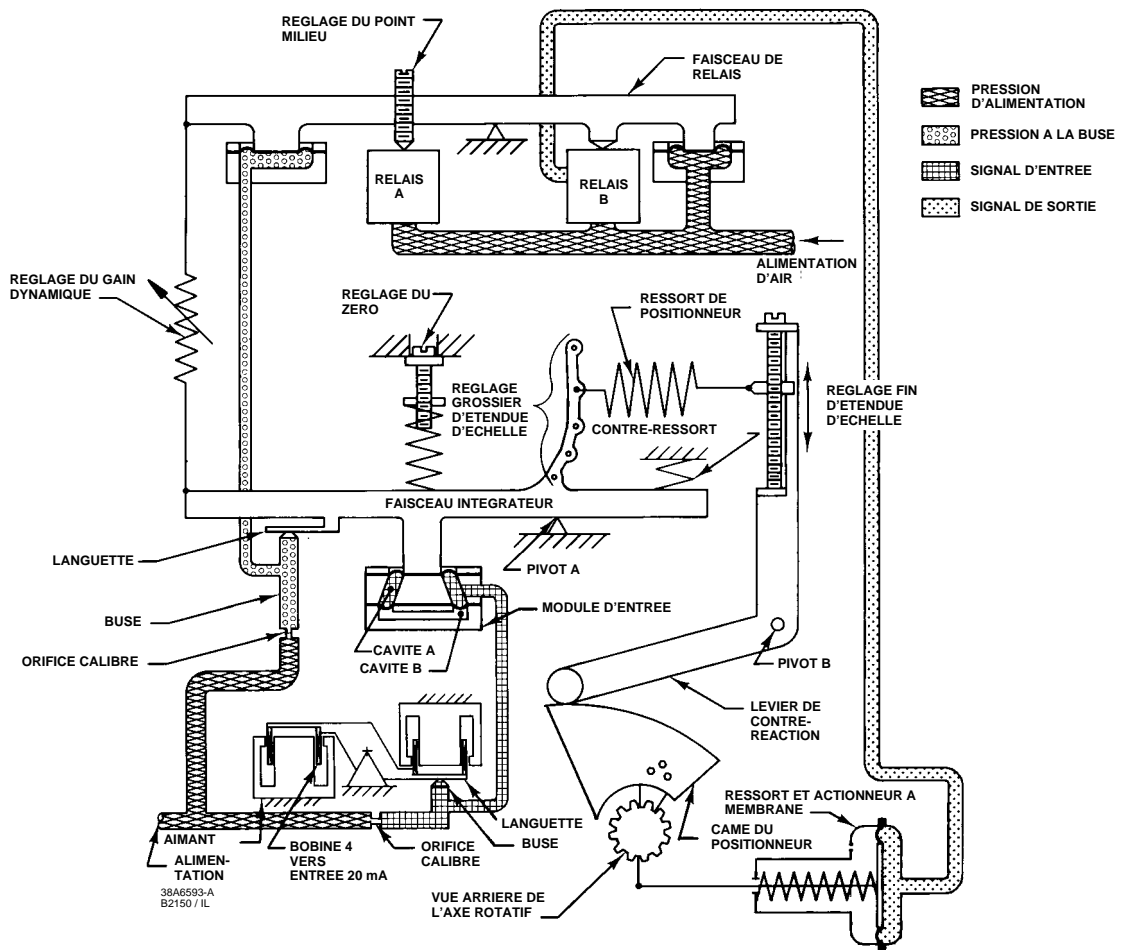 REGLAGE DU POINT
MILIEU
FAISCEAU DE
RELAIS
PRESSION
D'ALIMENTATION
PRESSION A LA BUSE
SIGNAL D'ENTREE
SIGNAL DE SORTIE
RELAIS
A
RELAIS
B
ALIMENTATION
D'AIR
REGLAGE DU GAIN
DYNAMIQUE
REGLAGE DU
ZERO
RESSORT DE
POSITIONNEUR
REGLAGE
GROSSIER
D'ETENDUE
D'ECHELLE
REGLAGE FIN
D'ETENDUE
D'ECHELLE
CONTRE-RESSORT
FAISCEAU INTEGRATEUR
LANGUETTE
PIVOT A
BUSE
MODULE D'ENTREE
ORIFICE CALIBRE
CAVITE A
CAVITE B
PIVOT B
LEVIER DE
CONTRE-
REACTION
RESSORT ET ACTIONNEUR A
MEMBRANE
AIMANT
ALIMEN-
TATION
BOBINE 4
VERS
ENTREE 20 mA
ORIFICE
CALIBRE
LANGUETTE
BUSE
CAME DU
POSITIONNEUR
VUE ARRIERE DE
L'AXE ROTATIF
38A6593-A
B2150 / IL